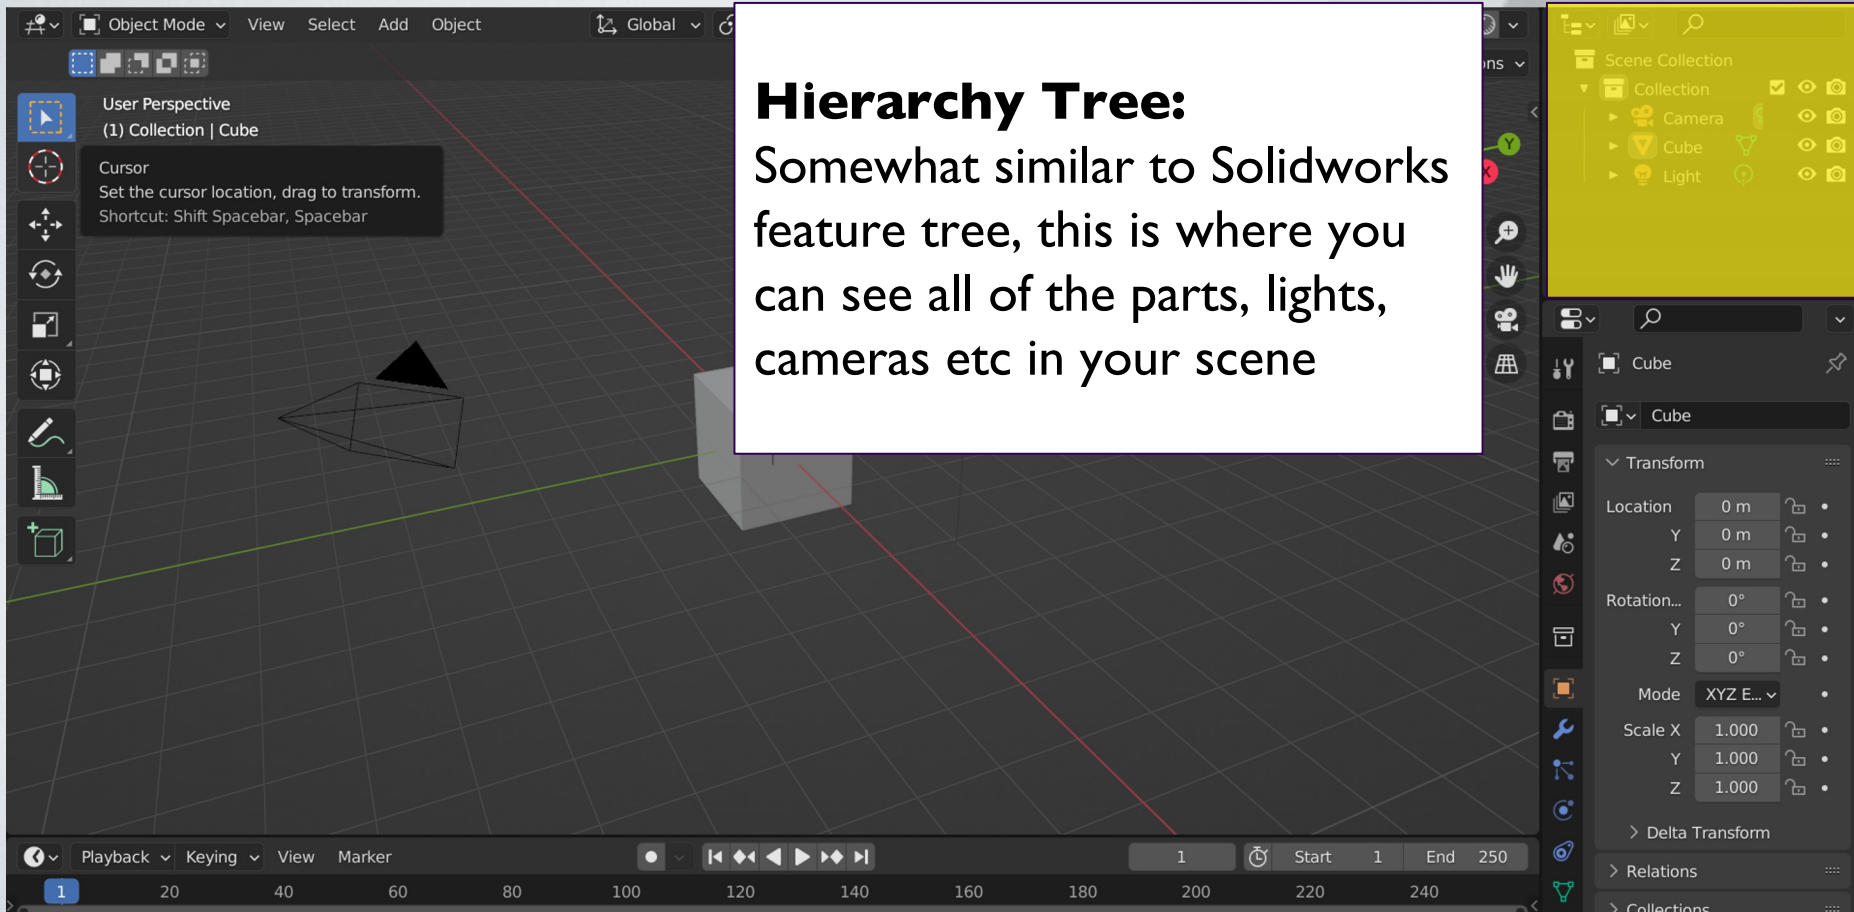 Object Mode View Select Add Object Global
ons
User Perspective
(1) Collection | Cube
Cursor
Set the cursor location, drag to transform.
Shortcut: Shift Spacebar, Spacebar
Hierarchy Tree:
Somewhat similar to Solidworks
feature tree, this is where you
can see all of the parts, lights,
cameras etc in your scene
Y
X
Scene Collection
Collection
Camera
Cube
Light
Cube
Cube
Transform
Location 0 m
Y 0 m
Z 0 m
Rotation... 0°
Y 0°
Z 0°
Mode XYZ E...
Scale X 1.000
Y 1.000
Z 1.000
Delta Transform
Relations
Collections
Playback Keying View Marker 1 Start 1 End 250
1 20 40 60 80 100 120 140 160 180 200 220 240